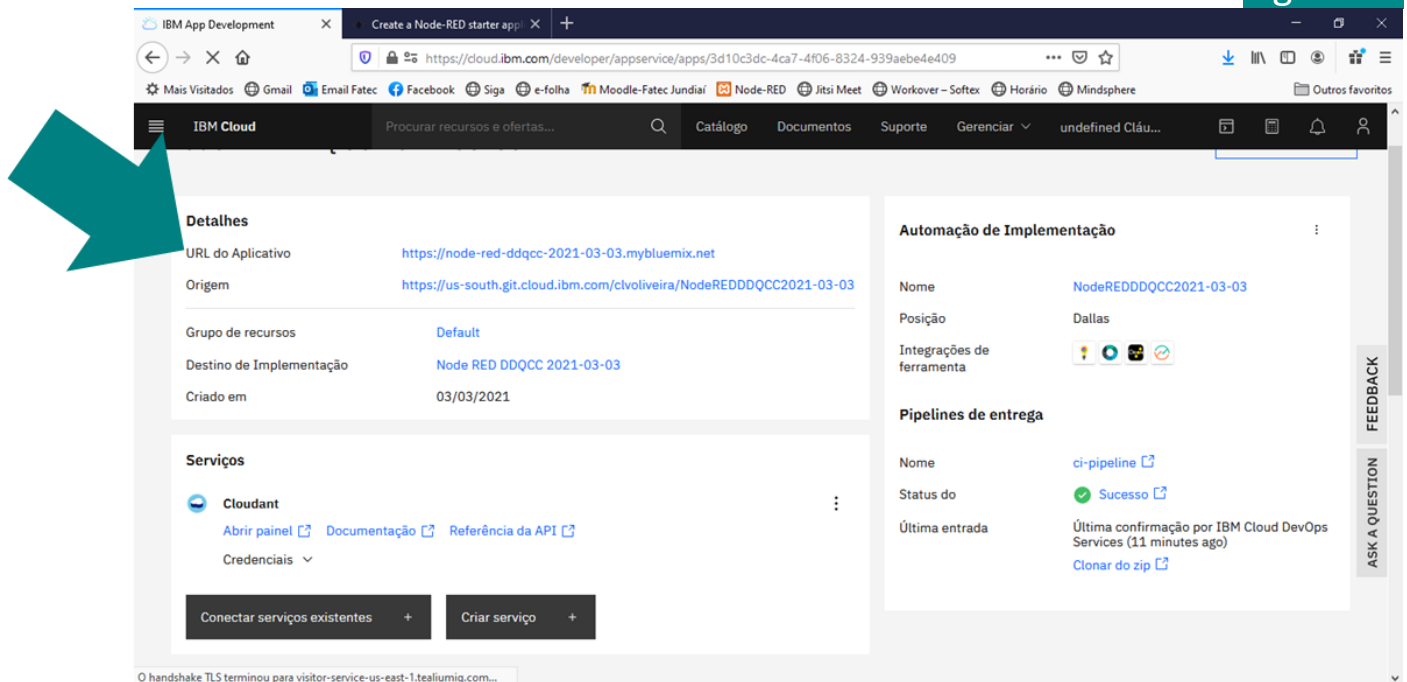 IBM App Development
Create a Node-RED starter appl
https://cloud.ibm.com/developer/appservice/apps/3d10c3dc-4ca7-4f06-8324-939aebe4e409
Mais Visitados Gmail Email Fatec Facebook Siga e-folha Moodle-Fatec Jundiaí Node-RED Jitsi Meet Workover – Softex Horário Mindsphere Outros favoritos
IBM Cloud Procurar recursos e ofertas... Catálogo Documentos Suporte Gerenciar undefined Cláu...
Detalhes
URL do Aplicativo https://node-red-ddqcc-2021-03-03.mybluemix.net
Origem https://us-south.git.cloud.ibm.com/clvoliveira/NodeREDDDQCC2021-03-03
Grupo de recursos Default
Destino de Implementação Node RED DDQCC 2021-03-03
Criado em 03/03/2021
Serviços
Cloudant
Abrir painel Documentação Referência da API
Credenciais
Conectar serviços existentes + Criar serviço +
Automação de Implementação
Nome NodeREDDDQCC2021-03-03
Posição Dallas
Integrações de
ferramenta
Pipelines de entrega
Nome ci-pipeline
Status do Sucesso
Última entrada Última confirmação por IBM Cloud DevOps
Services (11 minutes ago)
Clonar do zip
FEEDBACK
ASK A QUESTION
O handshake TLS terminou para visitor-service-us-east-1.tealiumiq.com...